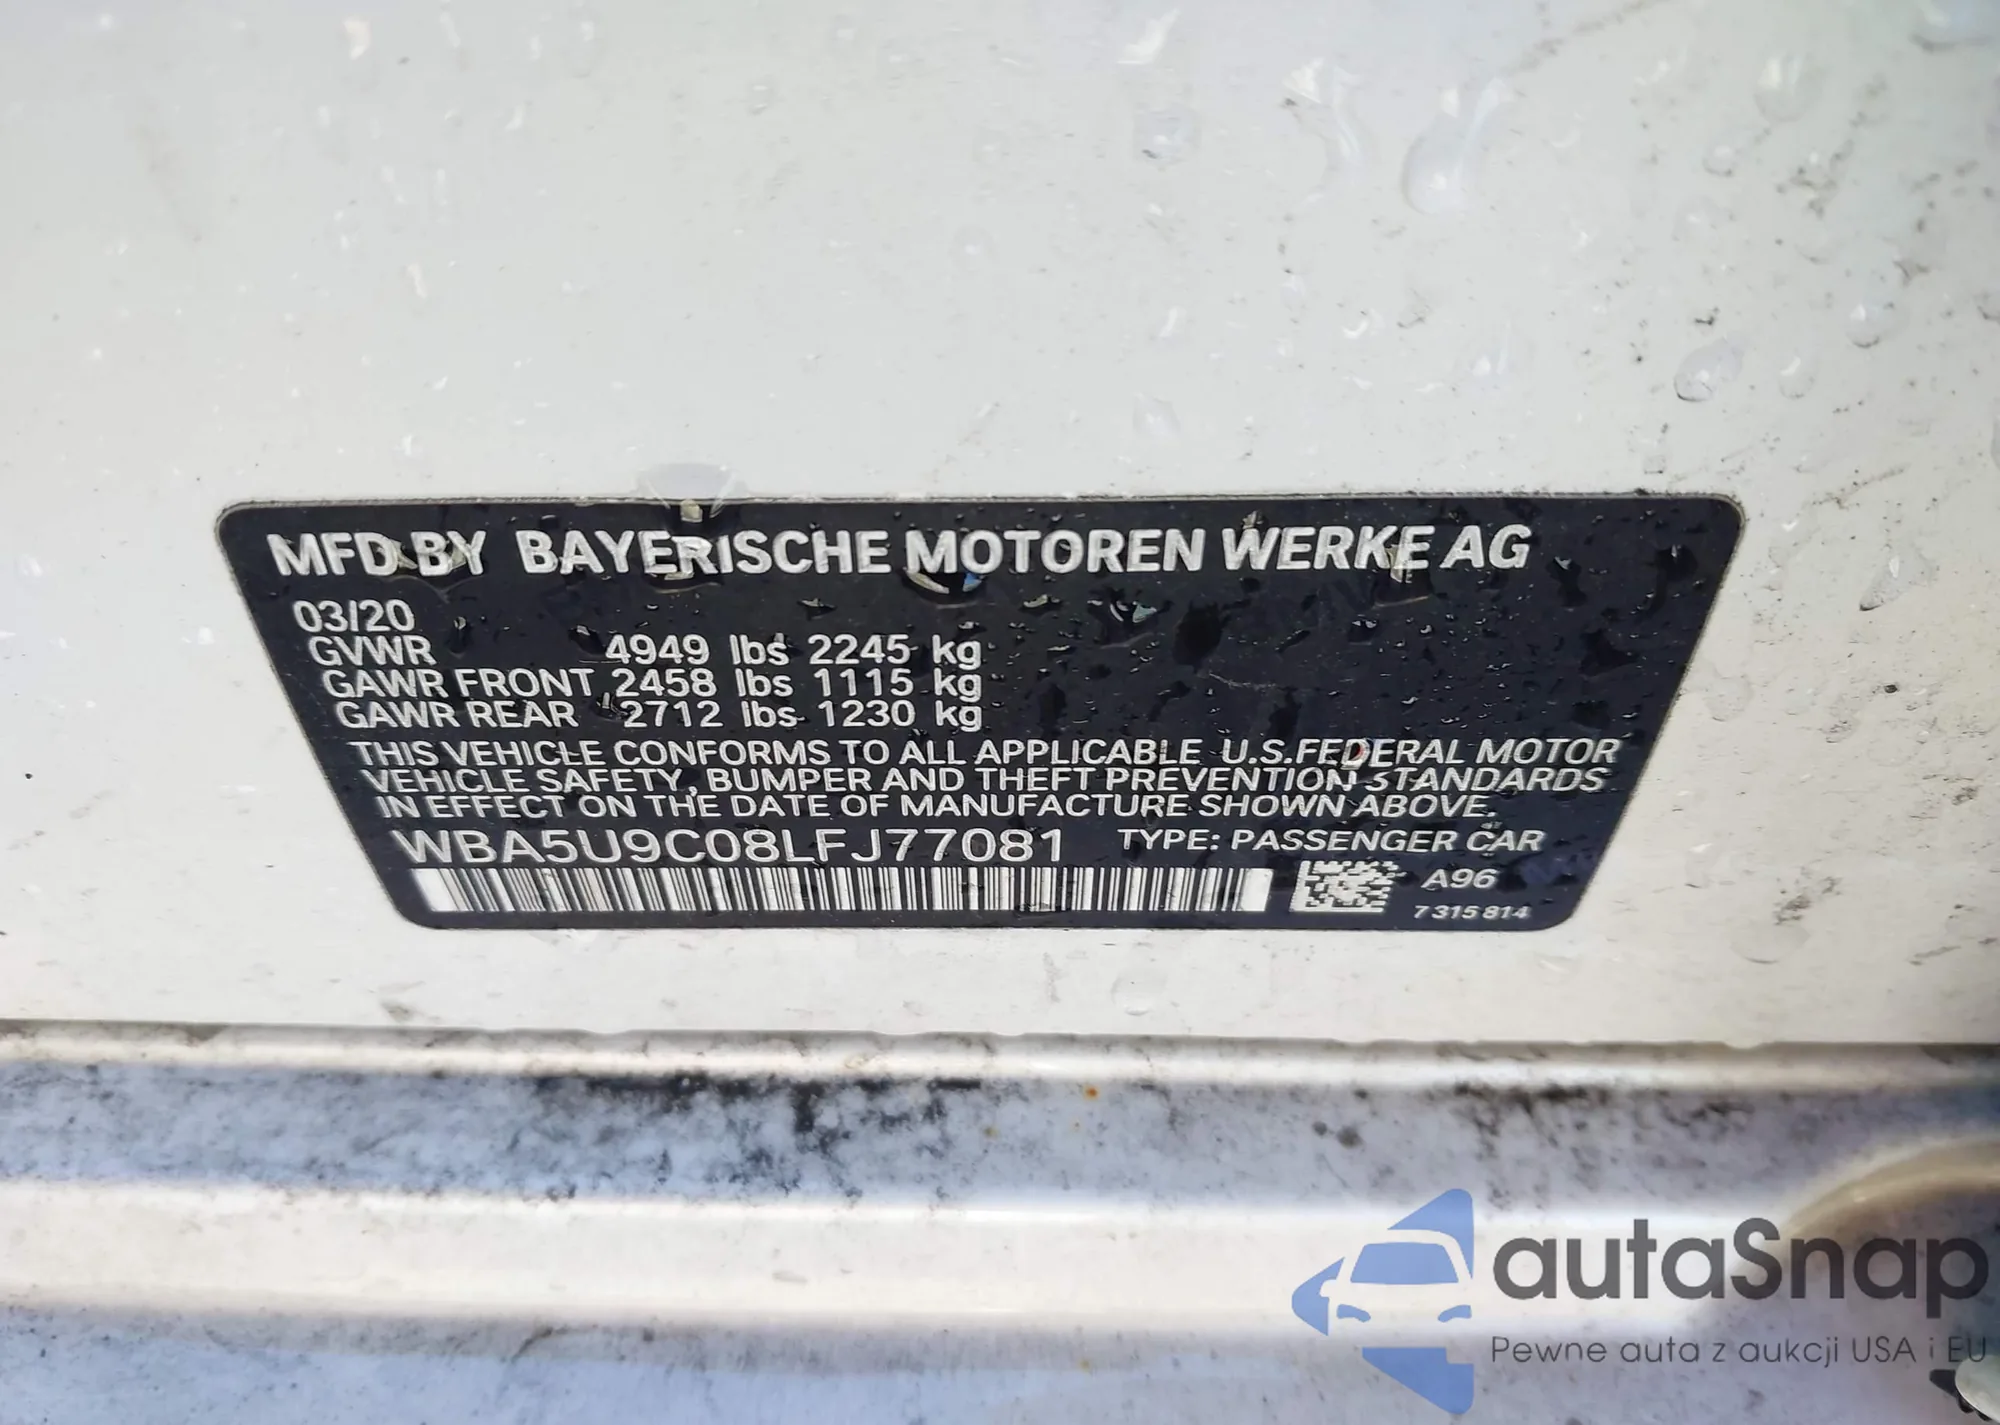 MFD BY BAYERISCHE MOTOREN WERKE AG
03/20
GVWR 4949 lbs 2245 kg
GAWR FRONT 2458 lbs 1115 kg
GAWR REAR 2712 lbs 1230 kg
THIS VEHICLE CONFORMS TO ALL APPLICABLE U.S.FEDERAL MOTOR
VEHICLE SAFETY, BUMPER AND THEFT PREVENTION STANDARDS
IN EFFECT ON THE DATE OF MANUFACTURE SHOWN ABOVE.
WBA5U9C08LFJ77081 TYPE: PASSENGER CAR
A96
7 315 814
autaSnap
Pewne auta z aukcji USA i EU